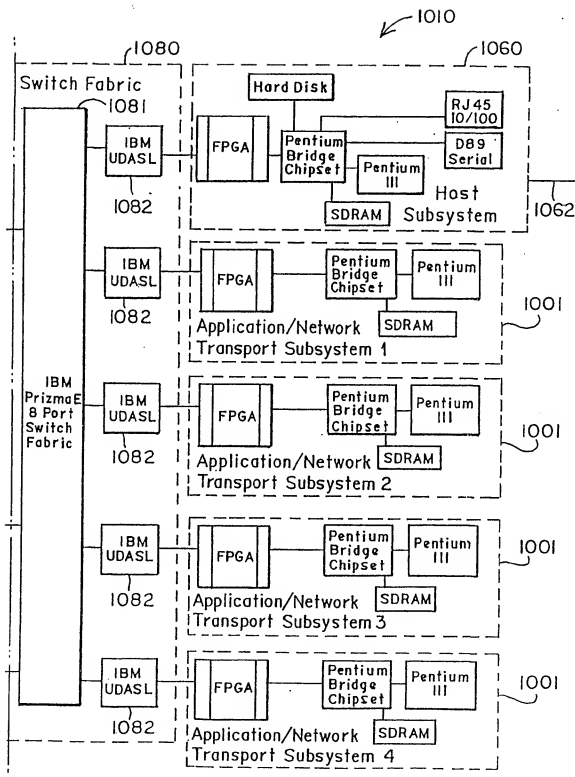 1010
1080
1060
Switch Fabric
1081
Hard Disk
RJ 45
10/100
D89
Serial
IBM
UDASL
1082
FPGA
Pentium
Bridge
Chipset
Pentium
III
SDRAM
Host
Subsystem
1062
IBM
UDASL
1082
FPGA
Pentium
Bridge
Chipset
Pentium
III
SDRAM
Application/Network
Transport Subsystem 1
1001
IBM
PrizmaE
8 Port
Switch
Fabric
IBM
UDASL
1082
FPGA
Pentium
Bridge
Chipset
Pentium
III
SDRAM
Application/Network
Transport Subsystem 2
1001
IBM
UDASL
1082
FPGA
Pentium
Bridge
Chipset
Pentium
III
SDRAM
Application/Network
Transport Subsystem 3
1001
IBM
UDASL
1082
FPGA
Pentium
Bridge
Chipset
Pentium
III
SDRAM
Application/Network
Transport Subsystem 4
1001